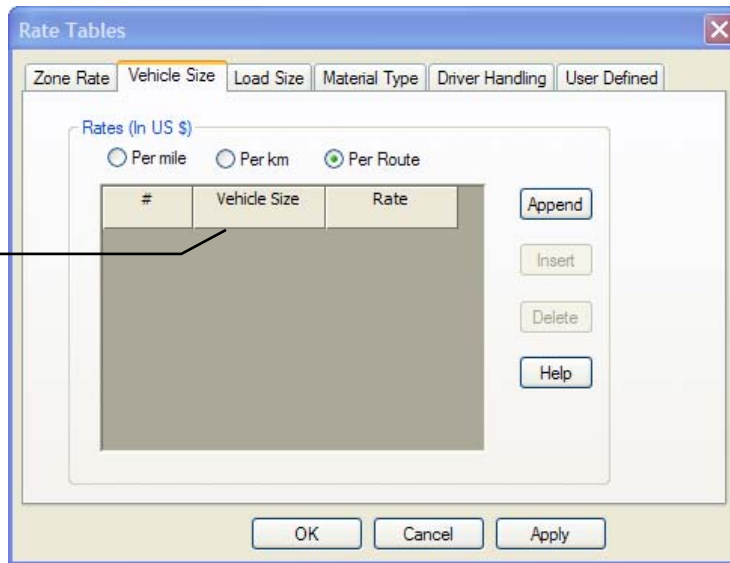 Rate Tables
Zone Rate Vehicle Size Load Size Material Type Driver Handling User Defined
Rates (In US $)
Per mile Per km Per Route
# Vehicle Size Rate
Append
Insert
Delete
Help
OK Cancel Apply